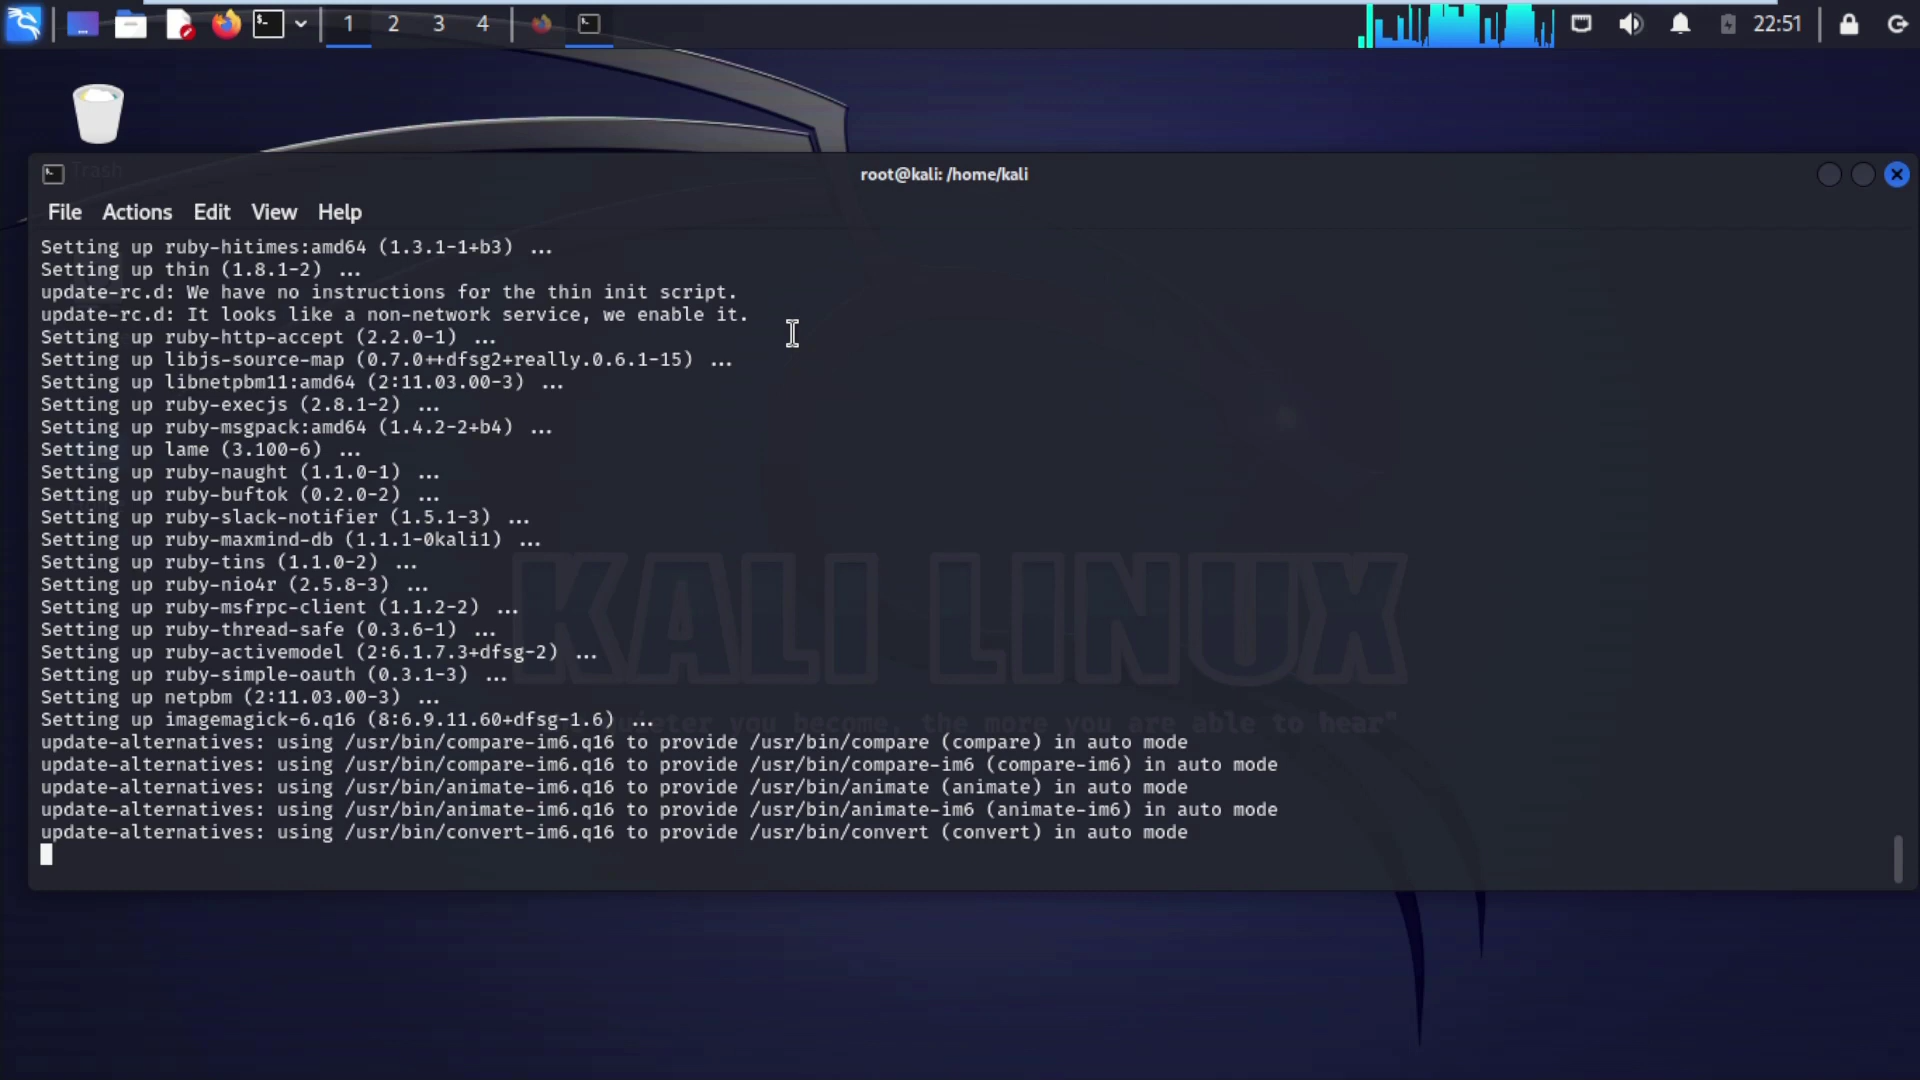 1 2 3 4 22:51
Trash
root@kali: /home/kali
File Actions Edit View Help
Setting up ruby-hitimes:amd64 (1.3.1-1+b3) ...
Setting up thin (1.8.1-2) ...
update-rc.d: We have no instructions for the thin init script.
update-rc.d: It looks like a non-network service, we enable it.
Setting up ruby-http-accept (2.2.0-1) ...
Setting up libjs-source-map (0.7.0++dfsg2+really.0.6.1-15) ...
Setting up libnetpbm11:amd64 (2:11.03.00-3) ...
Setting up ruby-execjs (2.8.1-2) ...
Setting up ruby-msgpack:amd64 (1.4.2-2+b4) ...
Setting up lame (3.100-6) ...
Setting up ruby-naught (1.1.0-1) ...
Setting up ruby-buftok (0.2.0-2) ...
Setting up ruby-slack-notifier (1.5.1-3) ...
Setting up ruby-maxmind-db (1.1.1-0kali1) ...
Setting up ruby-tins (1.1.0-2) ...
Setting up ruby-nio4r (2.5.8-3) ...
Setting up ruby-msfrpc-client (1.1.2-2) ...
Setting up ruby-thread-safe (0.3.6-1) ...
Setting up ruby-activemodel (2:6.1.7.3+dfsg-2) ...
Setting up ruby-simple-oauth (0.3.1-3) ...
Setting up netpbm (2:11.03.00-3) ...
Setting up imagemagick-6.q16 (8:6.9.11.60+dfsg-1.6) ...
update-alternatives: using /usr/bin/compare-im6.q16 to provide /usr/bin/compare (compare) in auto mode
update-alternatives: using /usr/bin/compare-im6.q16 to provide /usr/bin/compare-im6 (compare-im6) in auto mode
update-alternatives: using /usr/bin/animate-im6.q16 to provide /usr/bin/animate (animate) in auto mode
update-alternatives: using /usr/bin/animate-im6.q16 to provide /usr/bin/animate-im6 (animate-im6) in auto mode
update-alternatives: using /usr/bin/convert-im6.q16 to provide /usr/bin/convert (convert) in auto mode
KALI LINUX
you become, the more you are able to hear"